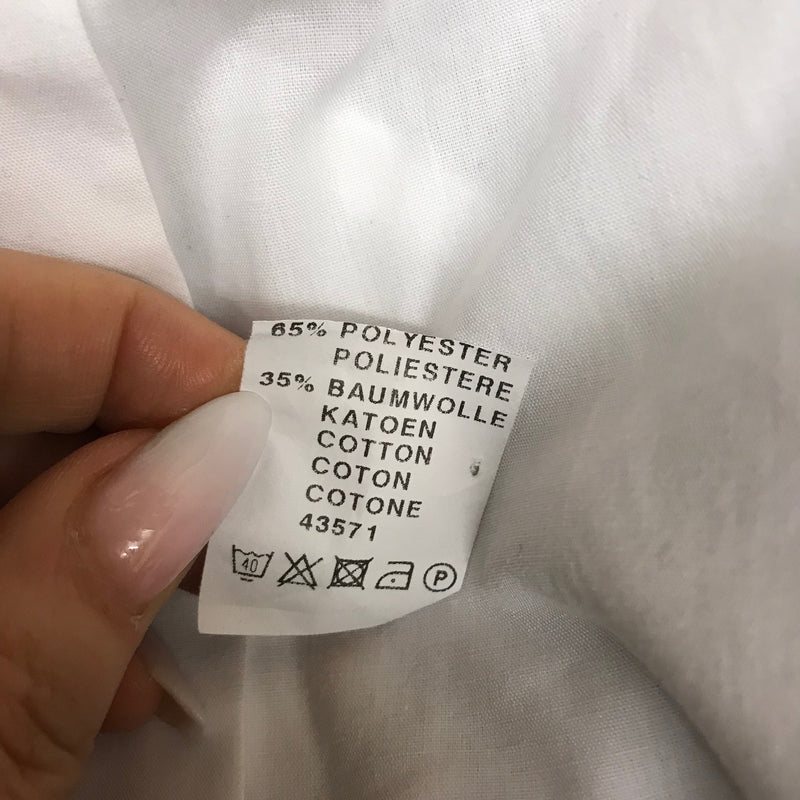 65% POLYESTER
POLIESTERE
35% BAUMWOLLE
KATOEN
COTTON
COTON
COTONE
43571
40 P